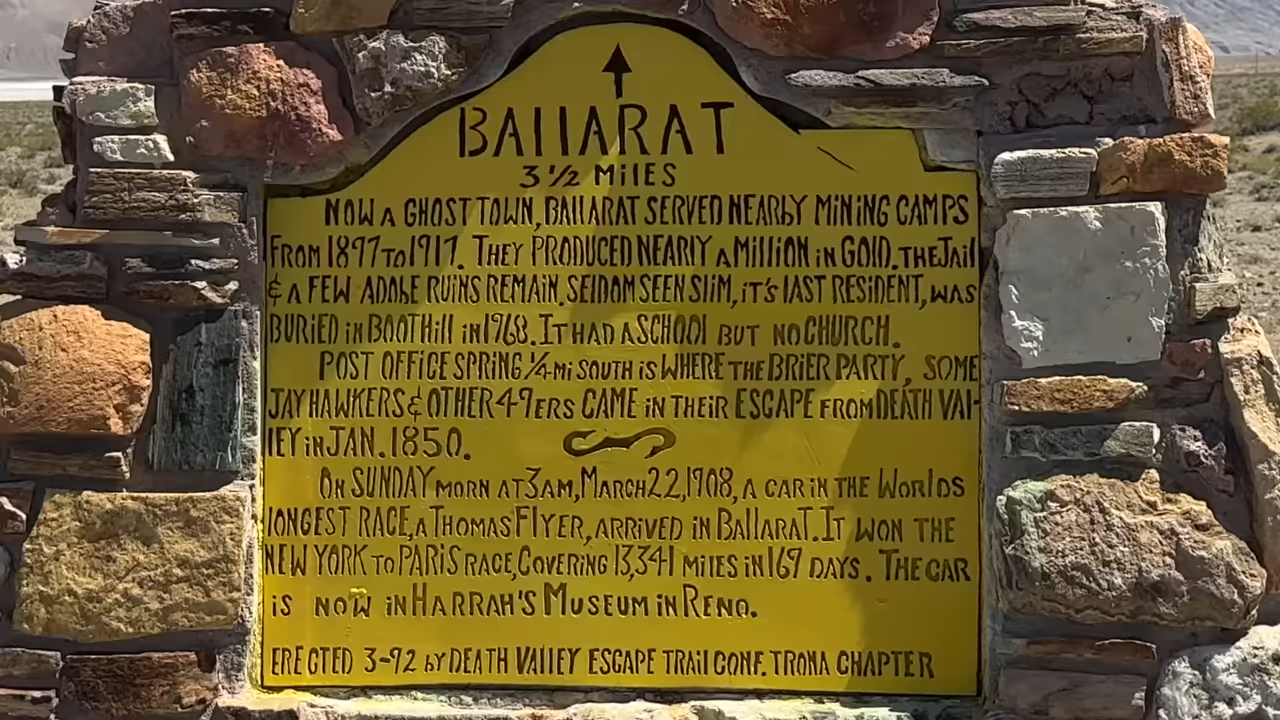 BALLARAT
3 1/2 MILES
NOW A GHOST TOWN, BALLARAT SERVED NEARBY MINING CAMPS
FROM 1897 TO 1917. THEY PRODUCED NEARLY A MILLION IN GOLD. THE JAIL
& A FEW ADOBE RUINS REMAIN. SELDOM SEEN SLIM, IT'S LAST RESIDENT, WAS
BURIED IN BOOTHILL IN 1968. IT HAD A SCHOOL BUT NO CHURCH.
POST OFFICE SPRING 1/4 MI SOUTH IS WHERE THE BRIER PARTY, SOME
JAYHAWKERS & OTHER 49ERS CAME IN THEIR ESCAPE FROM DEATH VAL-
LEY IN JAN. 1850.
ON SUNDAY MORN AT 3AM, MARCH 22, 1908, A CAR IN THE WORLDS
LONGEST RACE, A THOMAS FLYER, ARRIVED IN BALLARAT. IT WON THE
NEW YORK TO PARIS RACE, COVERING 13,341 MILES IN 169 DAYS. THE CAR
IS NOW IN HARRAH'S MUSEUM IN RENO.
ERECTED 3-92 BY DEATH VALLEY ESCAPE TRAIL CONF. TRONA CHAPTER